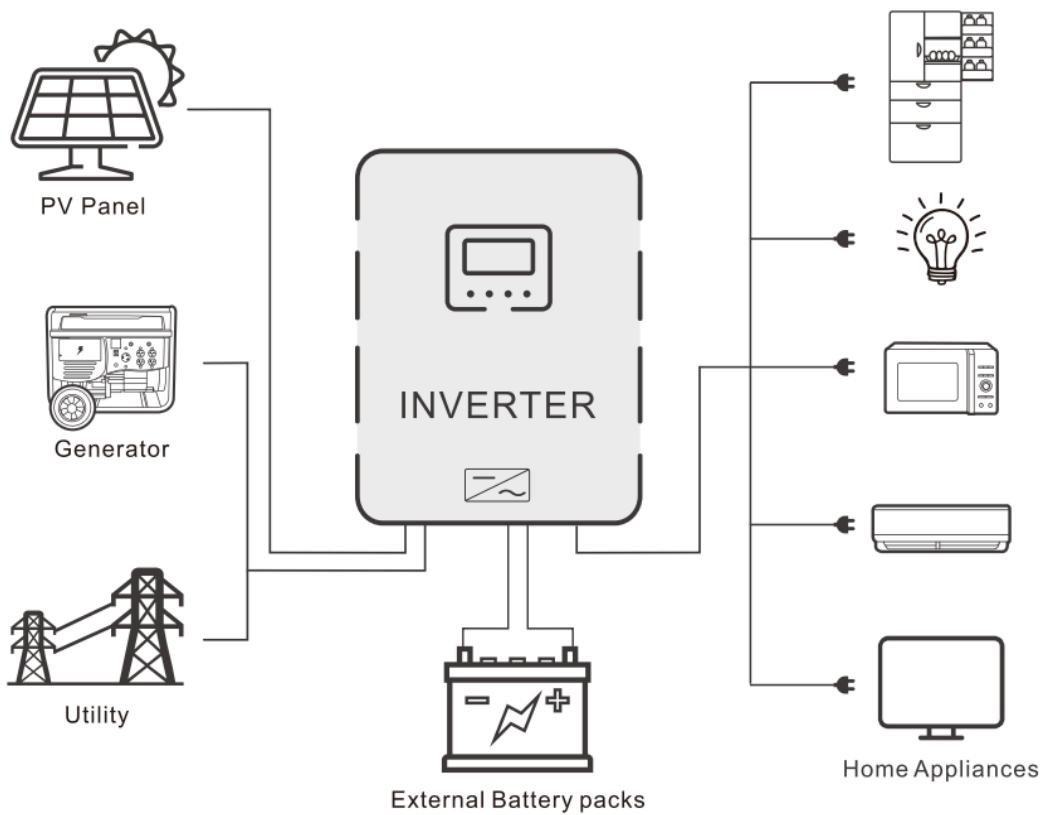 PV Panel
Generator
Utility
INVERTER
External Battery packs
Home Appliances